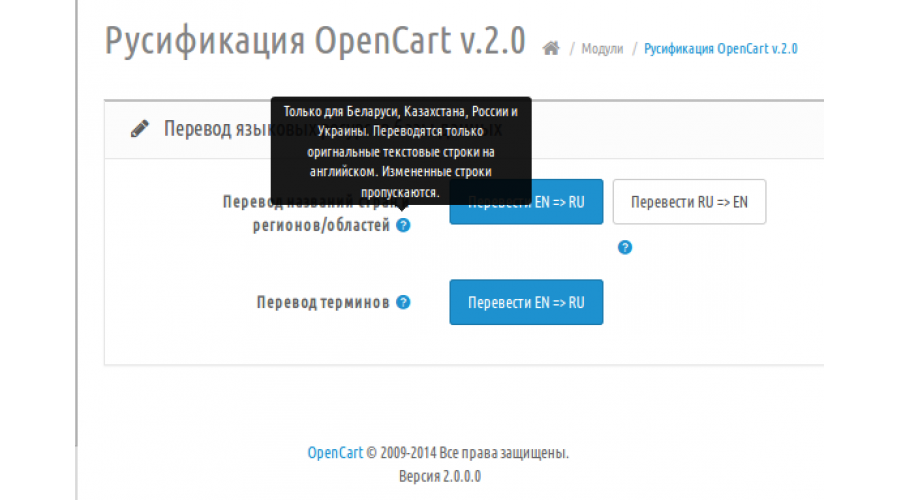 Русификация OpenCart v.2.0 / Модули / Русификация OpenCart v.2.0
Только для Беларуси, Казахстана, России и
Украины. Переводятся только
оригнальные текстовые строки на
английском. Измененные строки
пропускаются.
Перевод языковых
Перевод названий стран,
регионов/областей ?
Перевести EN => RU
Перевести RU => EN
?
Перевод терминов ?
Перевести EN => RU
OpenCart © 2009-2014 Все права защищены.
Версия 2.0.0.0